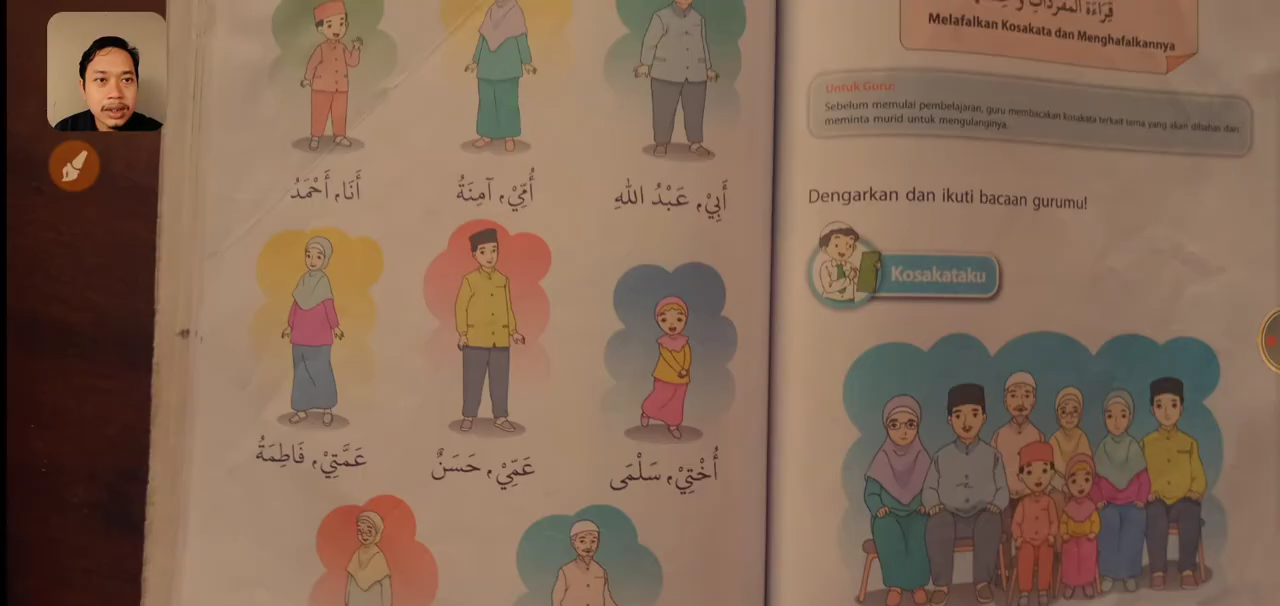 أَبِيْ، عَبْدُ اللهِ
أُمِّيْ، آمِنَةُ
أَنَا، أَحْمَدُ
أُخْتِيْ، سَلْمَى
عَمِّيْ، حَسَنٌ
عَمَّتِيْ، فَاطِمَةُ
قِرَاءَةُ الْمُفْرَدَاتِ
Melafalkan Kosakata dan Menghafalkannya
Untuk Guru:
Sebelum memulai pembelajaran, guru membacakan kosakata terkait tema yang akan dibahas dan
meminta murid untuk mengulanginya.
Dengarkan dan ikuti bacaan gurumu!
Kosakataku